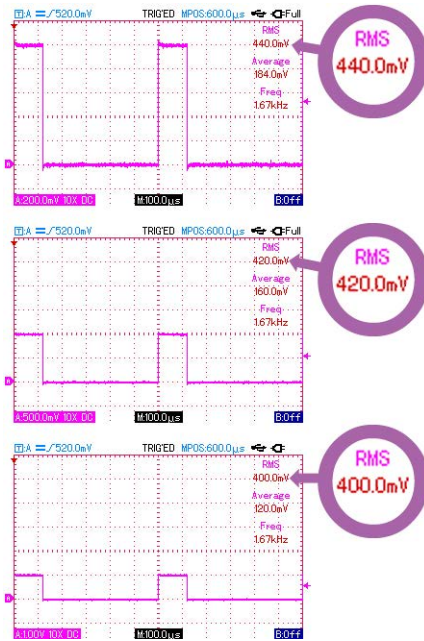 T:A =/520.0mV TRIG'ED MPOS:600.0μs Full
RMS
440.0mV
Average
184.0mV
Freq
1.67kHz
RMS
440.0mV
A:200.0mV 10X DC M:100.0μs B:Off
T:A =/520.0mV TRIG'ED MPOS:600.0μs Full
RMS
420.0mV
Average
160.0mV
Freq
1.67kHz
RMS
420.0mV
A:500.0mV 10X DC M:100.0μs B:Off
T:A =/520.0mV TRIG'ED MPOS:600.0μs Full
RMS
400.0mV
Average
120.0mV
Freq
1.67kHz
RMS
400.0mV
A:1.00V 10X DC M:100.0μs B:Off